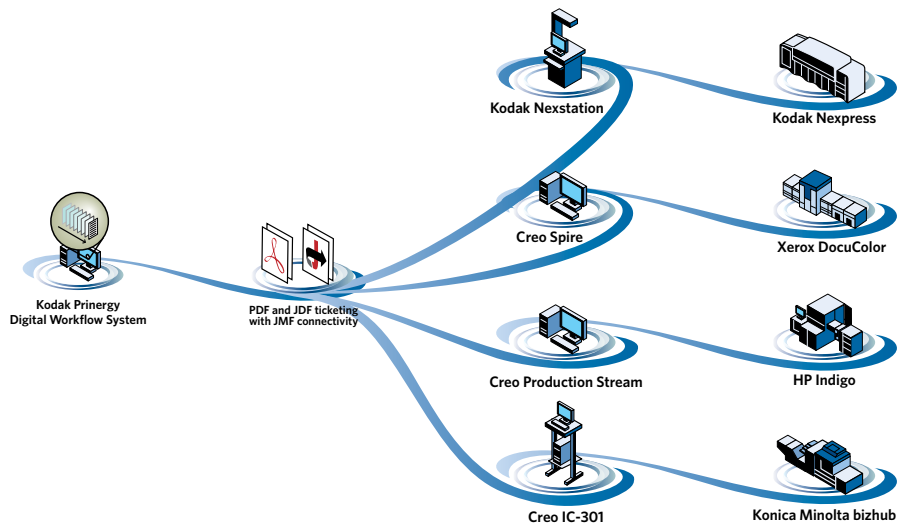 Kodak Nexstation
Kodak Nexpress
Creo Spire
Xerox DocuColor
Kodak Prinergy
Digital Workflow System
PDF and JDF ticketing
with JMF connectivity
Creo Production Stream
HP Indigo
Creo IC-301
Konica Minolta bizhub